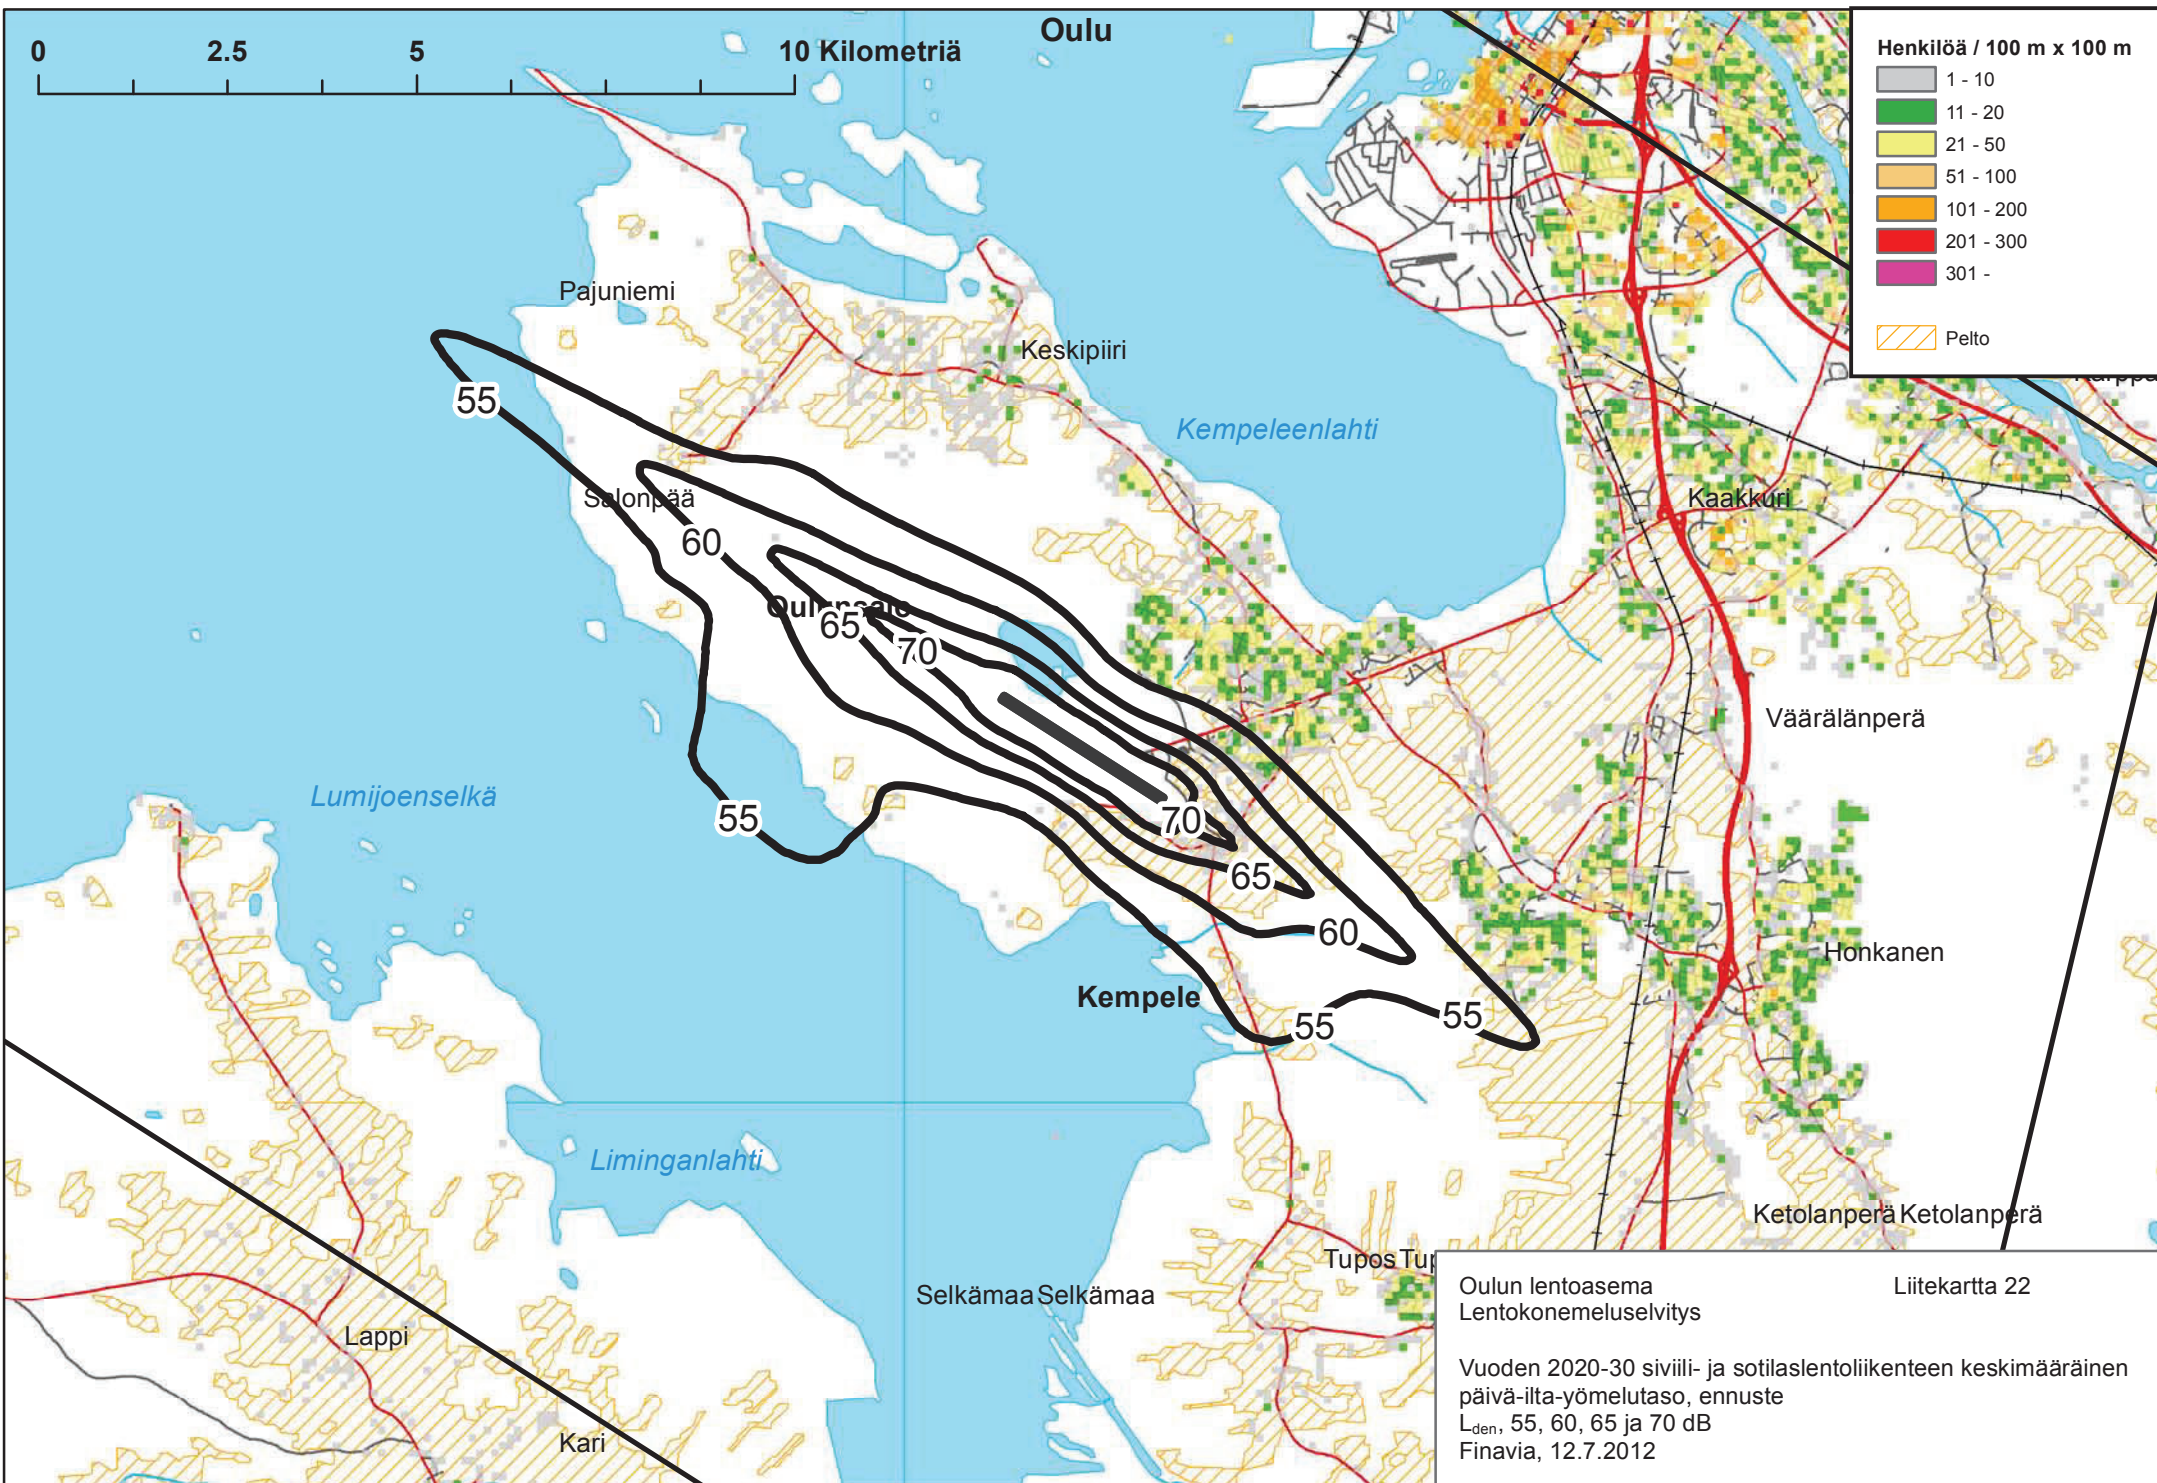 0 2.5 5 10 Kilometriä
Oulu
Henkilöä / 100 m x 100 m
1 - 10
11 - 20
21 - 50
51 - 100
101 - 200
201 - 300
301 -
Pelto
Pajuniemi
Keskipiiri
55
Kempeleenlahti
Salonpää
Kaakkuri
60
Oulunsalo
65
70
Väärälänperä
Lumijoenselkä
55
70
65
60
Honkanen
Kempele
55
55
Liminganlahti
Ketolanperä Ketolanperä
Tupos
Selkämaa Selkämaa
Lappi
Kari
Oulun lentoasema Liitekartta 22
Lentokonemeluselvitys
Vuoden 2020-30 siviili- ja sotilaslentoliikenteen keskimääräinen
päivä-ilta-yömelutaso, ennuste
Lden, 55, 60, 65 ja 70 dB
Finavia, 12.7.2012